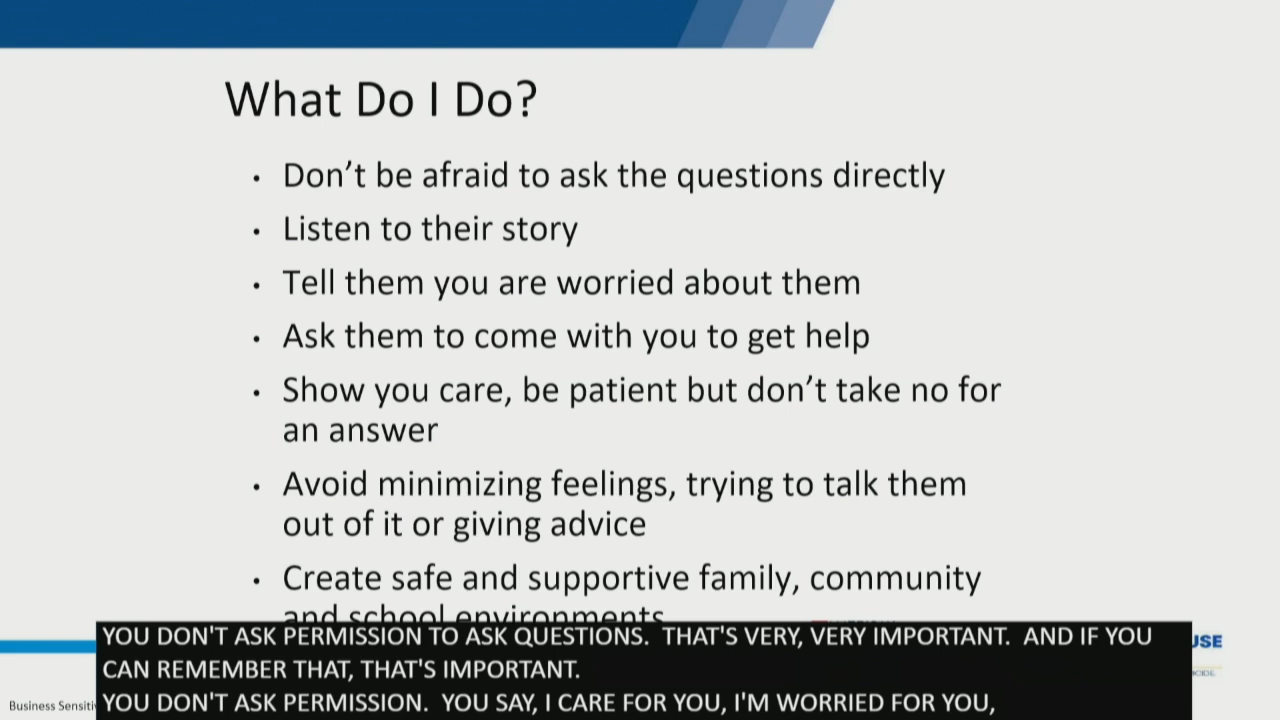 What Do I Do?
• Don’t be afraid to ask the questions directly
• Listen to their story
• Tell them you are worried about them
• Ask them to come with you to get help
• Show you care, be patient but don’t take no for
an answer
• Avoid minimizing feelings, trying to talk them
out of it or giving advice
• Create safe and supportive family, community
and school environments
YOU DON'T ASK PERMISSION TO ASK QUESTIONS. THAT'S VERY, VERY IMPORTANT. AND IF YOU
CAN REMEMBER THAT, THAT'S IMPORTANT.
YOU DON'T ASK PERMISSION. YOU SAY, I CARE FOR YOU, I'M WORRIED FOR YOU,
Business